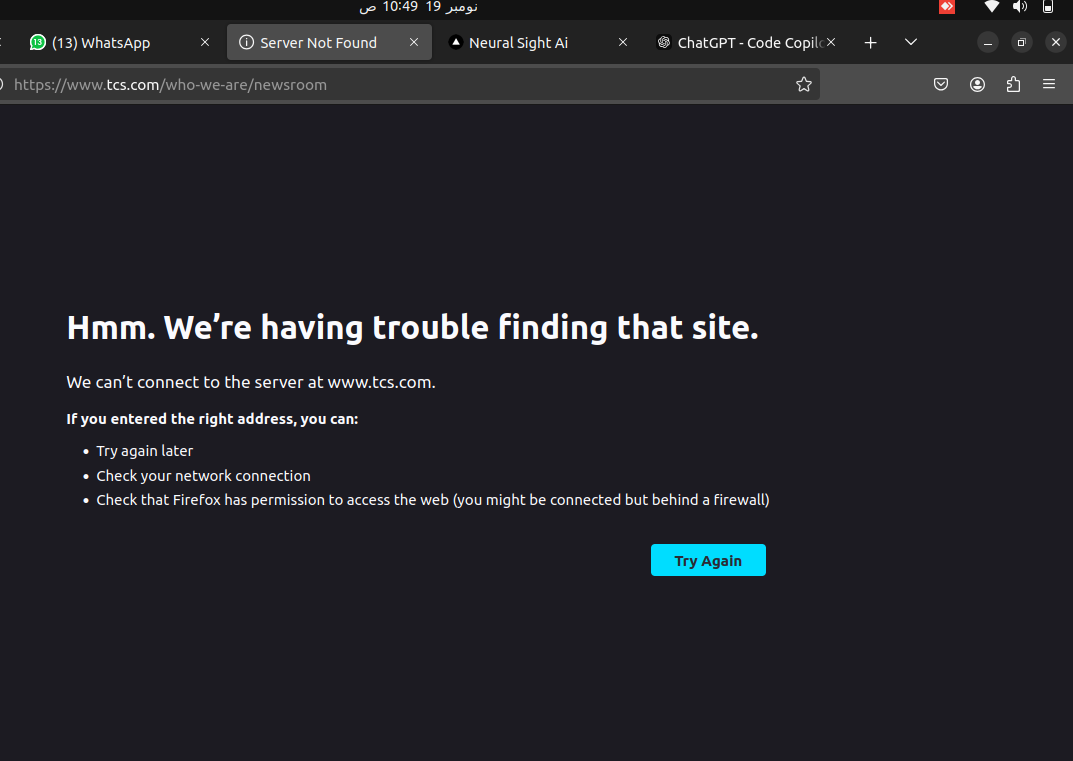 نومبر 19  10:49 ص
(13) WhatsApp
Server Not Found
Neural Sight Ai
ChatGPT - Code Copilo
https://www.tcs.com/who-we-are/newsroom
Hmm. We’re having trouble finding that site.
We can’t connect to the server at www.tcs.com.
If you entered the right address, you can:
• Try again later
• Check your network connection
• Check that Firefox has permission to access the web (you might be connected but behind a firewall)
Try Again